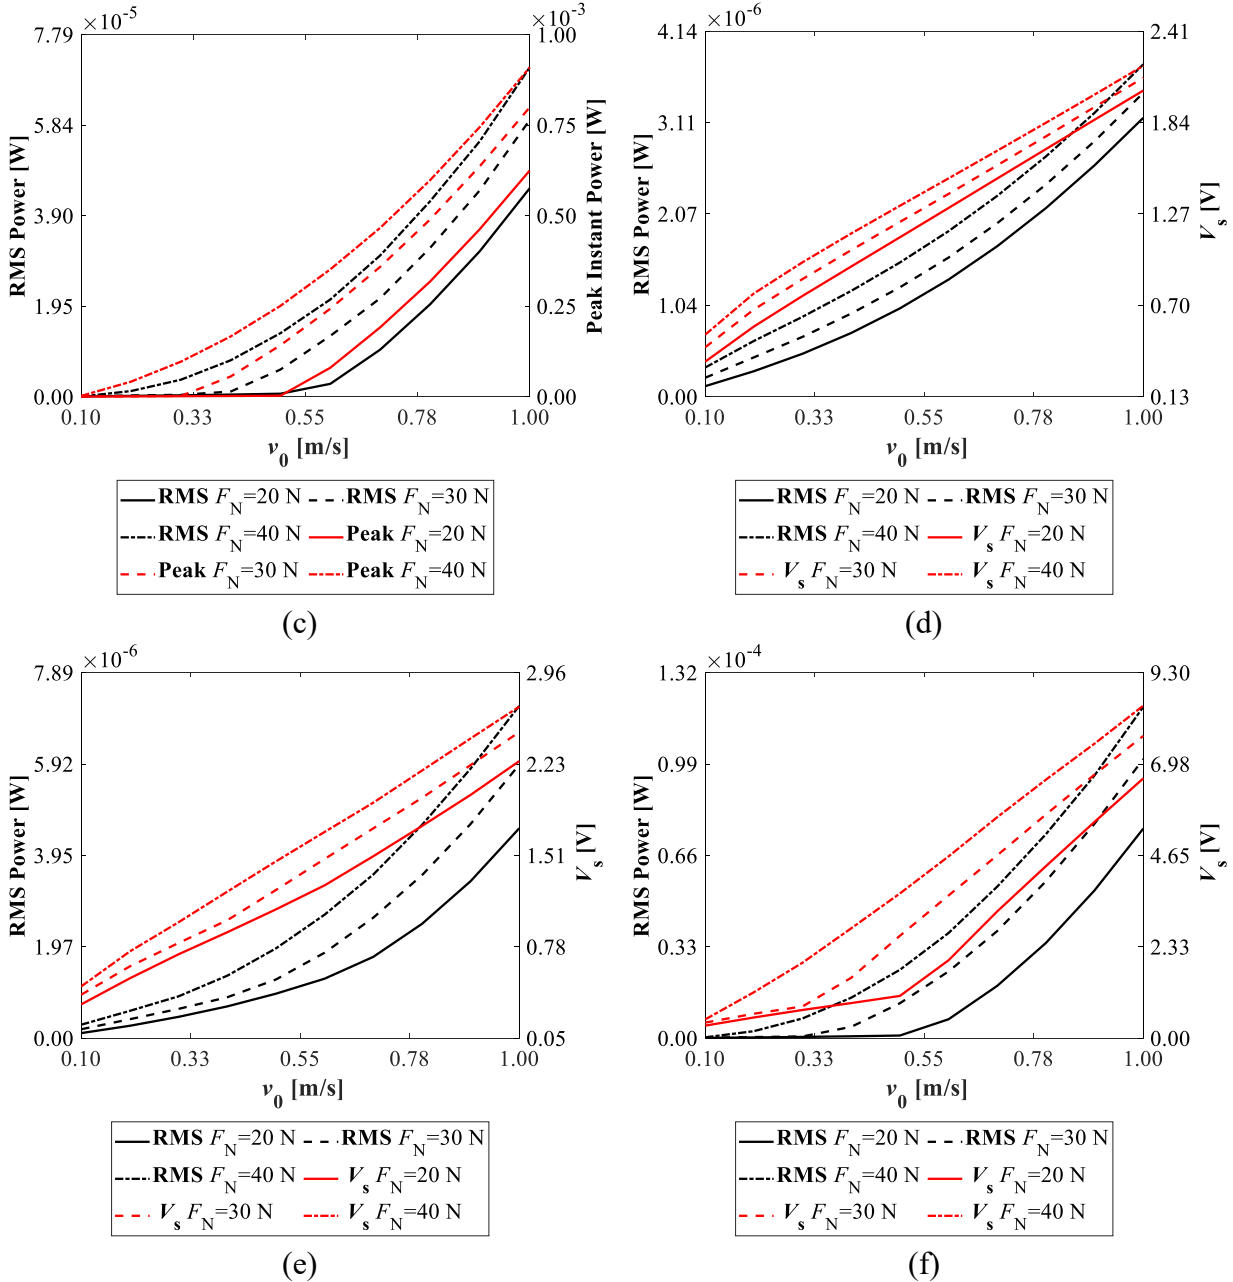 ×10-5
×10-3
7.79
5.84
3.90
1.95
0.00
RMS Power [W]
1.00
0.75
0.50
0.25
0.00
Peak Instant Power [W]
0.10 0.33 0.55 0.78 1.00
v0 [m/s]
RMS FN=20 N RMS FN=30 N
RMS FN=40 N Peak FN=20 N
Peak FN=30 N Peak FN=40 N
(c)
×10-6
4.14
3.11
2.07
1.04
0.00
RMS Power [W]
2.41
1.84
1.27
0.70
0.13
Vs [V]
0.10 0.33 0.55 0.78 1.00
v0 [m/s]
RMS FN=20 N RMS FN=30 N
RMS FN=40 N Vs FN=20 N
Vs FN=30 N Vs FN=40 N
(d)
×10-6
7.89
5.92
3.95
1.97
0.00
RMS Power [W]
2.96
2.23
1.51
0.78
0.05
Vs [V]
0.10 0.33 0.55 0.78 1.00
v0 [m/s]
RMS FN=20 N RMS FN=30 N
RMS FN=40 N Vs FN=20 N
Vs FN=30 N Vs FN=40 N
(e)
×10-4
1.32
0.99
0.66
0.33
0.00
RMS Power [W]
9.30
6.98
4.65
2.33
0.00
Vs [V]
0.10 0.33 0.55 0.78 1.00
v0 [m/s]
RMS FN=20 N RMS FN=30 N
RMS FN=40 N Vs FN=20 N
Vs FN=30 N Vs FN=40 N
(f)